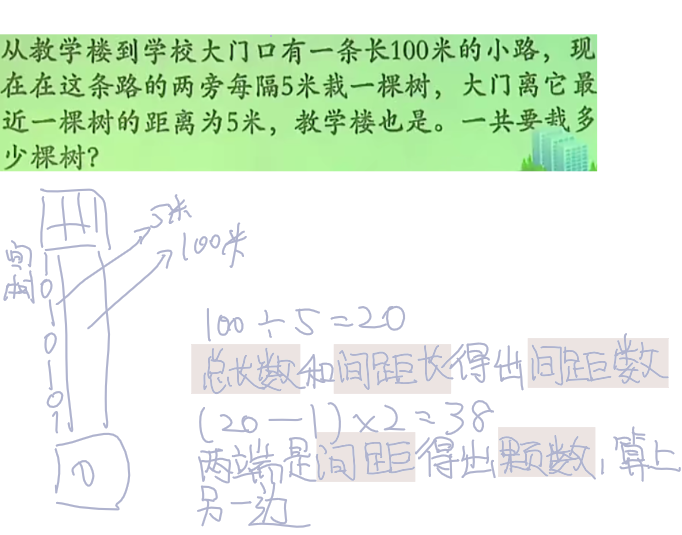 从教学楼到学校大门口有一条长100米的小路，现
在在这条路的两旁每隔5米栽一棵树，大门离它最
近一棵树的距离为5米，教学楼也是。一共要栽多
少棵树？
5米
100米
间
树
100÷5=20
总长数和间距长得出间距数
(20-1)×2=38
两端是间距得出颗数，算上
另一边